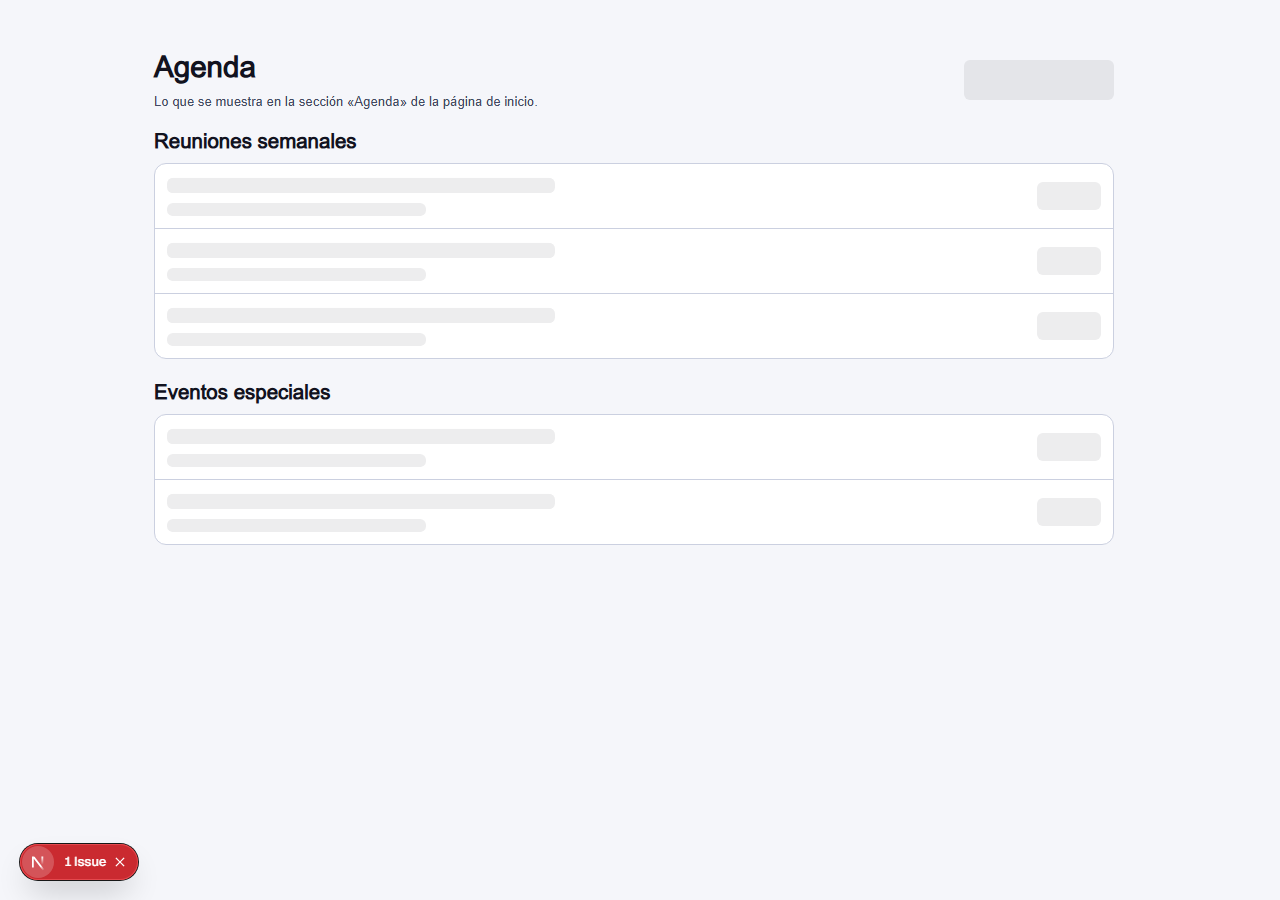 Agenda
Lo que se muestra en la sección «Agenda» de la página de inicio.
Reuniones semanales
Eventos especiales
N
1 Issue